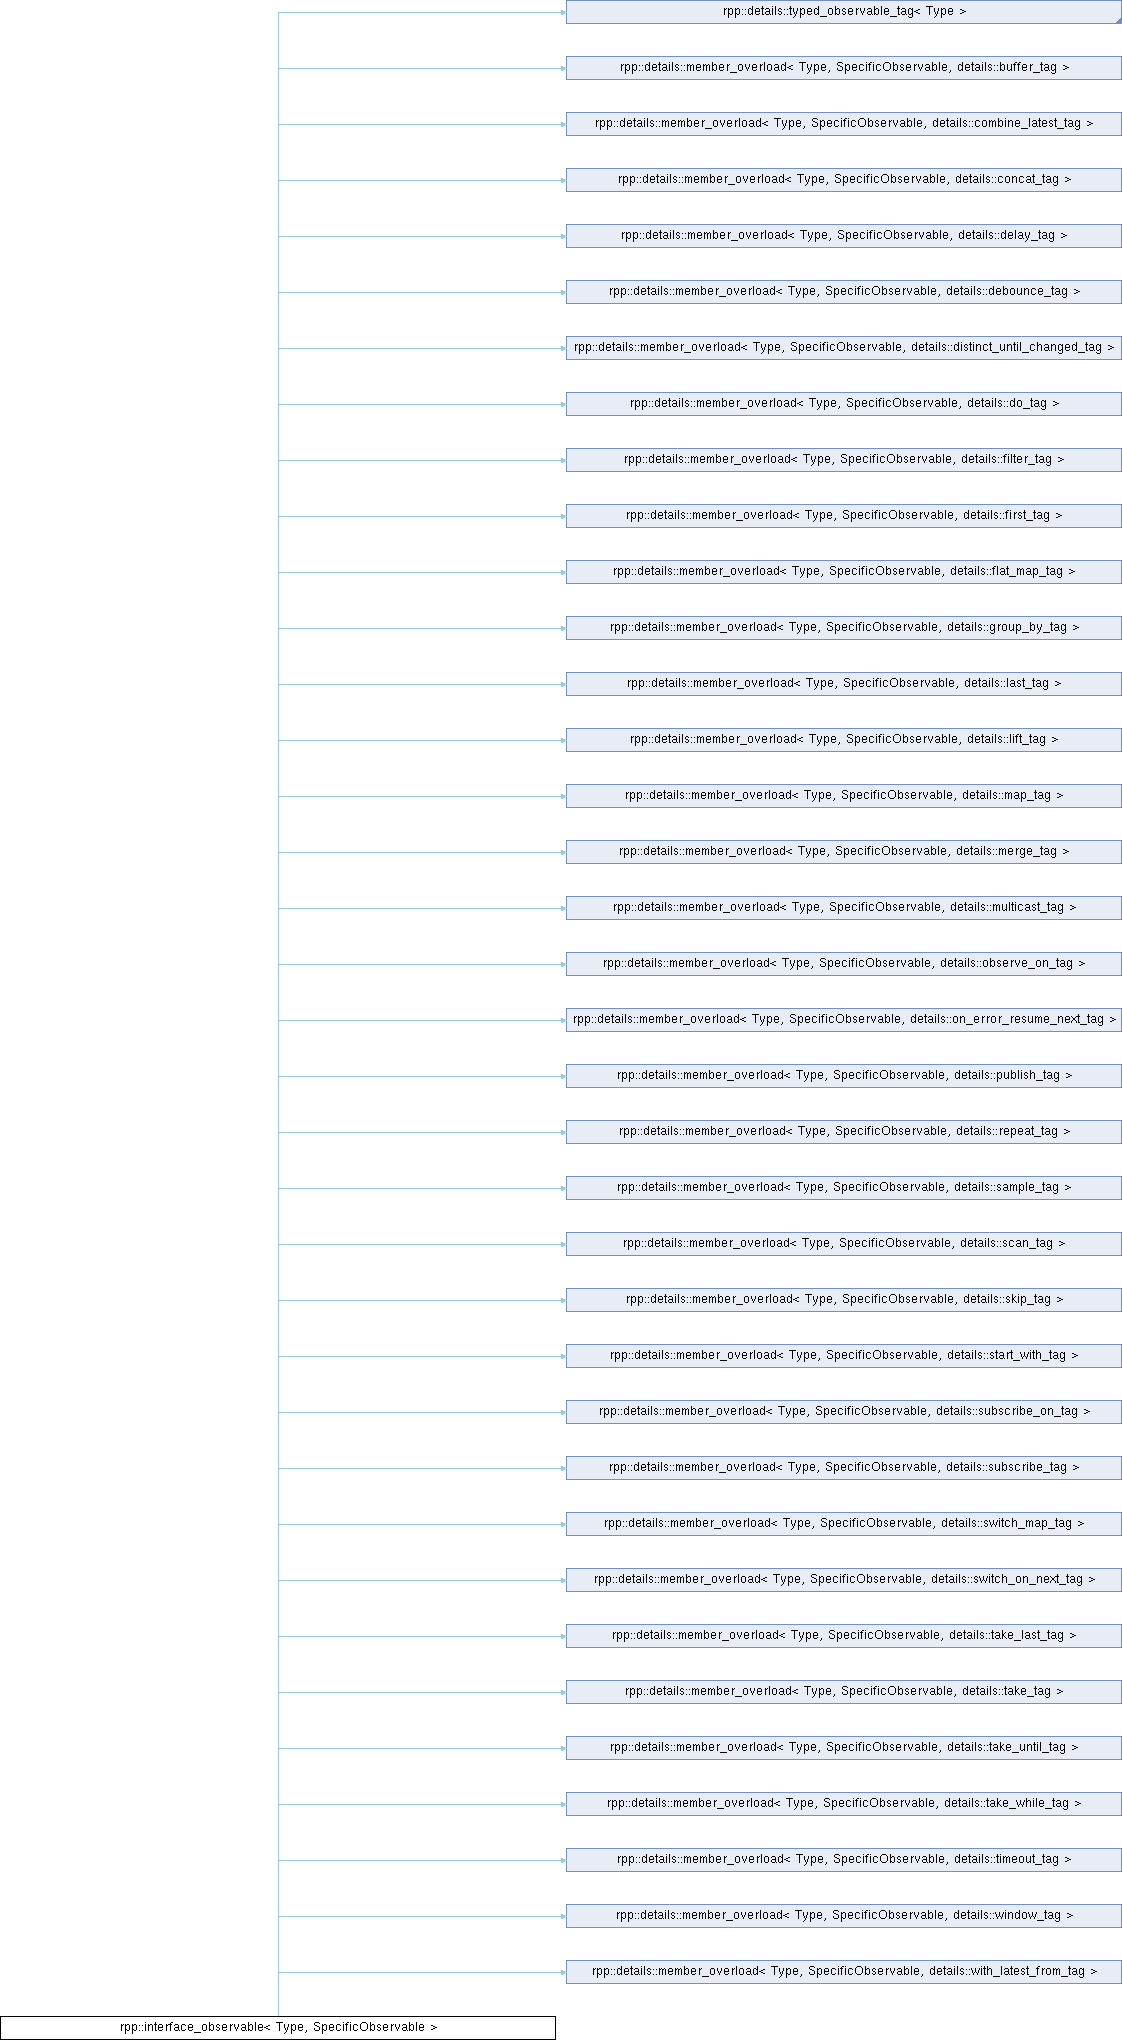 rpp::details::typed_observable_tag< Type >
rpp::details::member_overload< Type, SpecificObservable, details::buffer_tag >
rpp::details::member_overload< Type, SpecificObservable, details::combine_latest_tag >
rpp::details::member_overload< Type, SpecificObservable, details::concat_tag >
rpp::details::member_overload< Type, SpecificObservable, details::delay_tag >
rpp::details::member_overload< Type, SpecificObservable, details::debounce_tag >
rpp::details::member_overload< Type, SpecificObservable, details::distinct_until_changed_tag >
rpp::details::member_overload< Type, SpecificObservable, details::do_tag >
rpp::details::member_overload< Type, SpecificObservable, details::filter_tag >
rpp::details::member_overload< Type, SpecificObservable, details::first_tag >
rpp::details::member_overload< Type, SpecificObservable, details::flat_map_tag >
rpp::details::member_overload< Type, SpecificObservable, details::group_by_tag >
rpp::details::member_overload< Type, SpecificObservable, details::last_tag >
rpp::details::member_overload< Type, SpecificObservable, details::lift_tag >
rpp::details::member_overload< Type, SpecificObservable, details::map_tag >
rpp::details::member_overload< Type, SpecificObservable, details::merge_tag >
rpp::details::member_overload< Type, SpecificObservable, details::multicast_tag >
rpp::details::member_overload< Type, SpecificObservable, details::observe_on_tag >
rpp::details::member_overload< Type, SpecificObservable, details::on_error_resume_next_tag >
rpp::details::member_overload< Type, SpecificObservable, details::publish_tag >
rpp::details::member_overload< Type, SpecificObservable, details::repeat_tag >
rpp::details::member_overload< Type, SpecificObservable, details::sample_tag >
rpp::details::member_overload< Type, SpecificObservable, details::scan_tag >
rpp::details::member_overload< Type, SpecificObservable, details::skip_tag >
rpp::details::member_overload< Type, SpecificObservable, details::start_with_tag >
rpp::details::member_overload< Type, SpecificObservable, details::subscribe_on_tag >
rpp::details::member_overload< Type, SpecificObservable, details::subscribe_tag >
rpp::details::member_overload< Type, SpecificObservable, details::switch_map_tag >
rpp::details::member_overload< Type, SpecificObservable, details::switch_on_next_tag >
rpp::details::member_overload< Type, SpecificObservable, details::take_last_tag >
rpp::details::member_overload< Type, SpecificObservable, details::take_tag >
rpp::details::member_overload< Type, SpecificObservable, details::take_until_tag >
rpp::details::member_overload< Type, SpecificObservable, details::take_while_tag >
rpp::details::member_overload< Type, SpecificObservable, details::timeout_tag >
rpp::details::member_overload< Type, SpecificObservable, details::window_tag >
rpp::details::member_overload< Type, SpecificObservable, details::with_latest_from_tag >
rpp::interface_observable< Type, SpecificObservable >